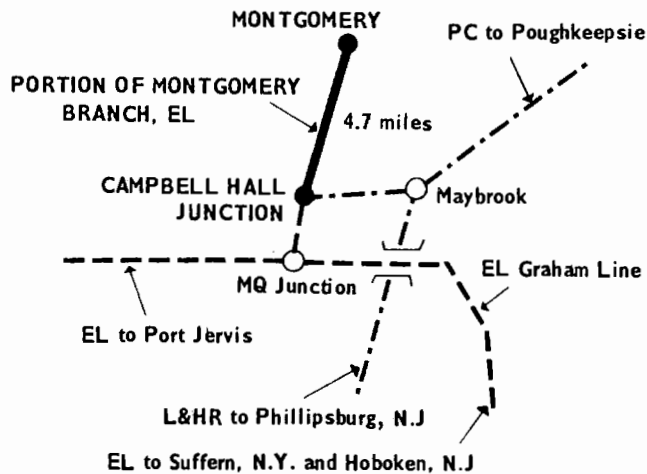 MONTGOMERY
PC to Poughkeepsie
PORTION OF MONTGOMERY
BRANCH, EL
4.7 miles
CAMPBELL HALL
JUNCTION
Maybrook
MQ Junction
EL Graham Line
EL to Port Jervis
L&HR to Phillipsburg, N.J
EL to Suffern, N.Y. and Hoboken, N.J